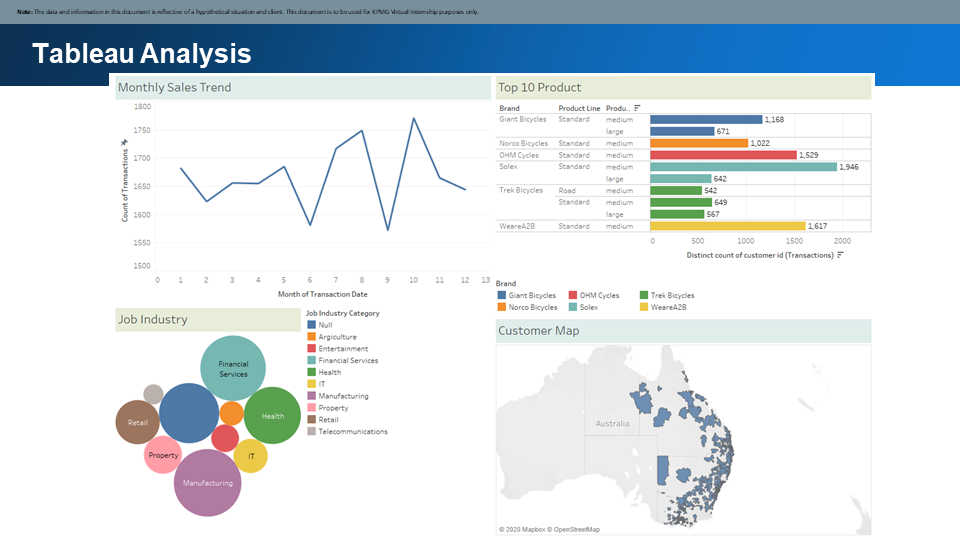 Note: The data and information in this document is reflective of a hypothetical situation and client. This document is to be used for KPMG Virtual Internship purposes only.
Tableau Analysis
Monthly Sales Trend
1800
1750
1700
1650
1600
1550
1500
Count of Transactions
0 1 2 3 4 5 6 7 8 9 10 11 12 13
Month of Transaction Date
Top 10 Product
Brand Product Line Produ..
Giant Bicycles Standard medium 1,168
large 671
Norco Bicycles Standard medium 1,022
OHM Cycles Standard medium 1,529
Solex Standard medium 1,946
large 642
Trek Bicycles Road medium 542
Standard medium 649
large 567
WeareA2B Standard medium 1,617
0 500 1000 1500 2000
Distinct count of customer id (Transactions)
Brand
Giant Bicycles OHM Cycles Trek Bicycles
Norco Bicycles Solex WeareA2B
Job Industry
Financial
Services
Health
Retail
Property
IT
Manufacturing
Job Industry Category
Null
Argiculture
Entertainment
Financial Services
Health
IT
Manufacturing
Property
Retail
Telecommunications
Customer Map
Australia
© 2020 Mapbox © OpenStreetMap